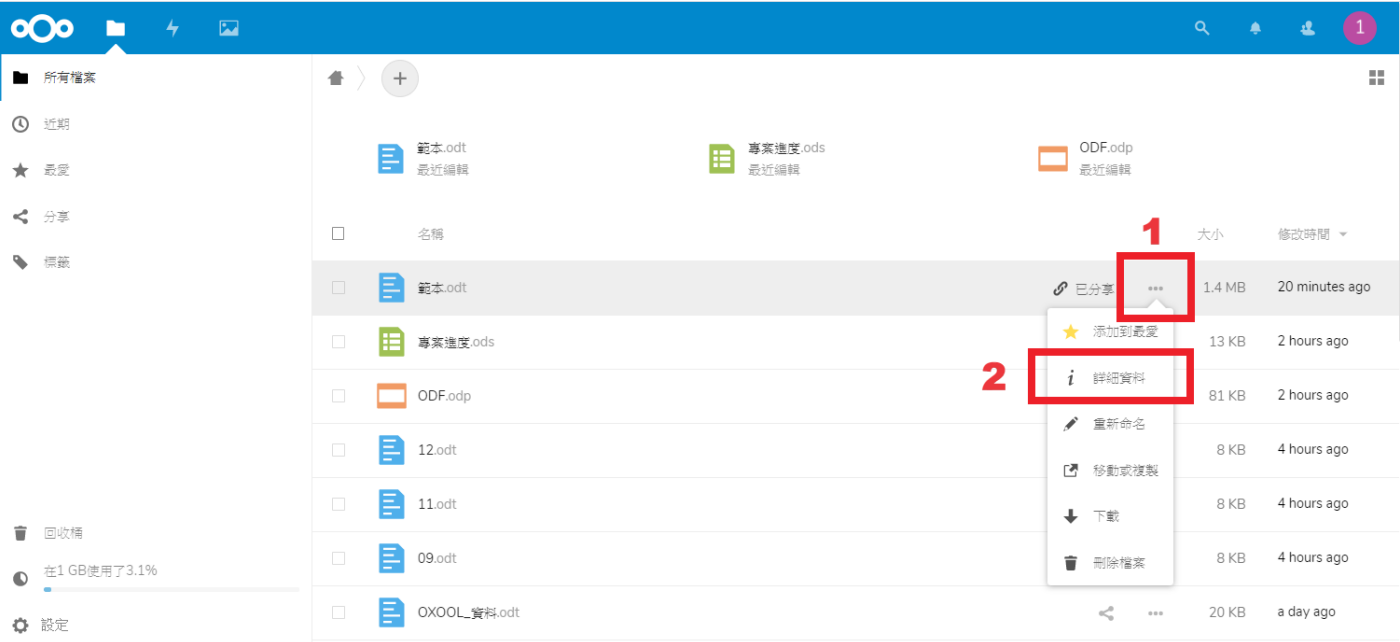 1
所有檔案
近期
最愛
分享
標籤
回收桶
在1 GB使用了3.1%
設定
範本.odt
最近編輯
專案進度.ods
最近編輯
ODF.odp
最近編輯
名稱 大小 修改時間
1
範本.odt 已分享 1.4 MB 20 minutes ago
專案進度.ods 13 KB 2 hours ago
ODF.odp 81 KB 2 hours ago
12.odt 8 KB 4 hours ago
11.odt 8 KB 4 hours ago
09.odt 8 KB 4 hours ago
OXOOL_資料.odt 20 KB a day ago
添加到最愛
2
詳細資料
重新命名
移動或複製
下載
刪除檔案